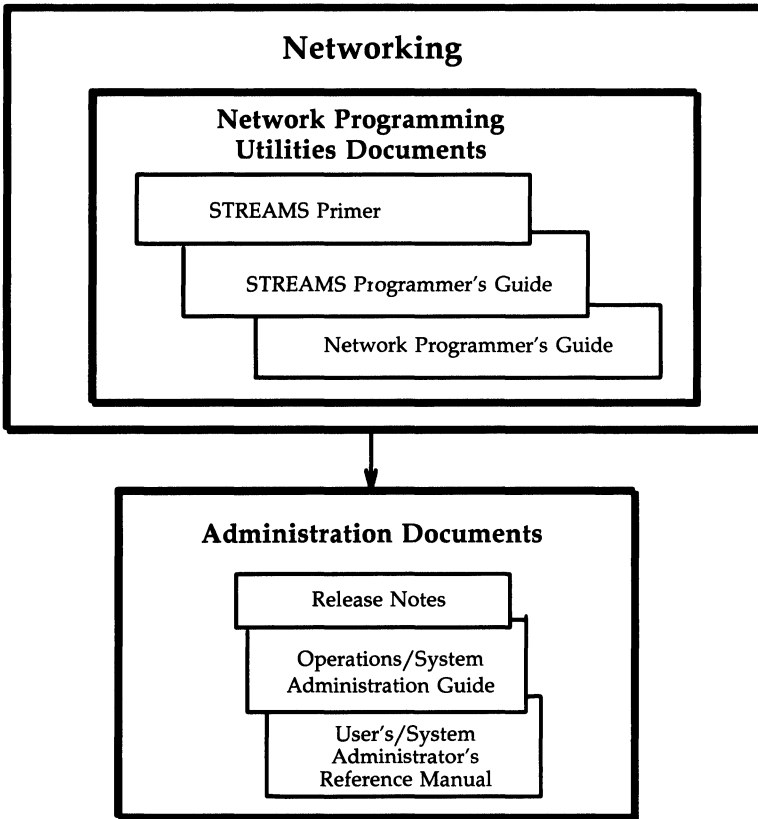 Networking
Network Programming
Utilities Documents
STREAMS Primer
STREAMS Programmer's Guide
Network Programmer's Guide
Administration Documents
Release Notes
Operations/System
Administration Guide
User's/System
Administrator's
Reference Manual